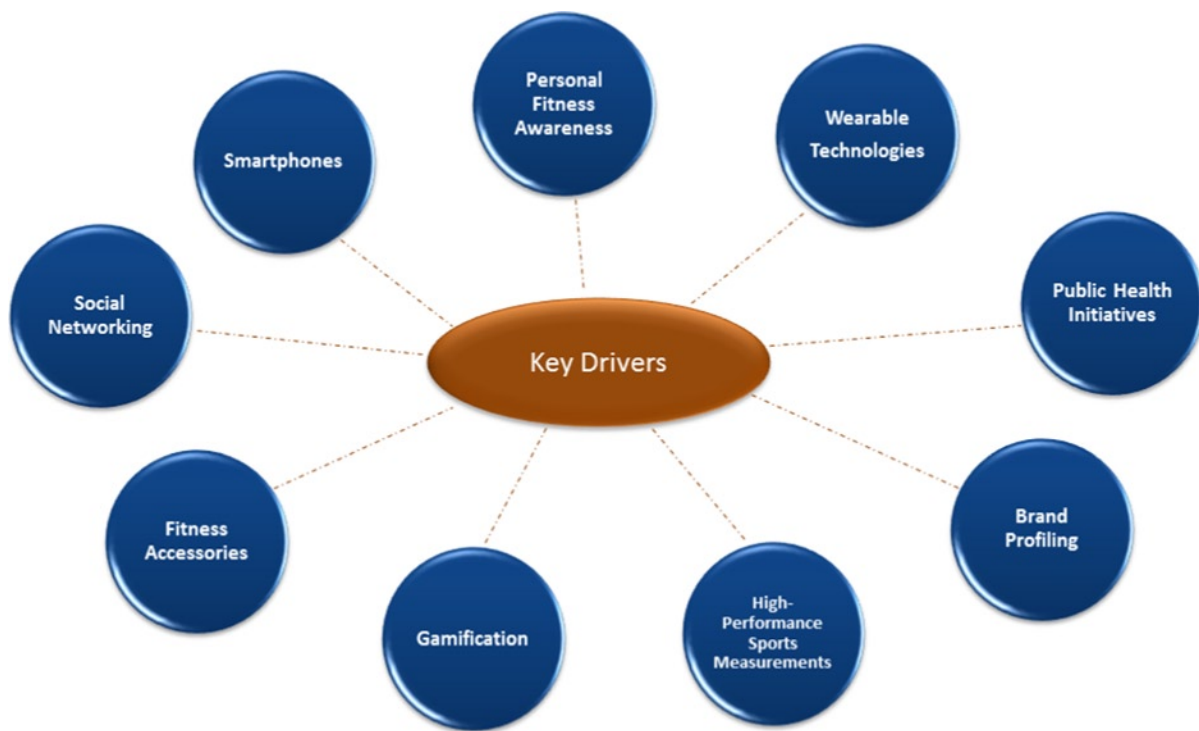 Personal
Fitness
Awareness
Wearable
Technologies
Smartphones
Public Health
Initiatives
Social
Networking
Key Drivers
Brand
Profiling
Fitness
Accessories
High-
Performance
Sports
Measurements
Gamification